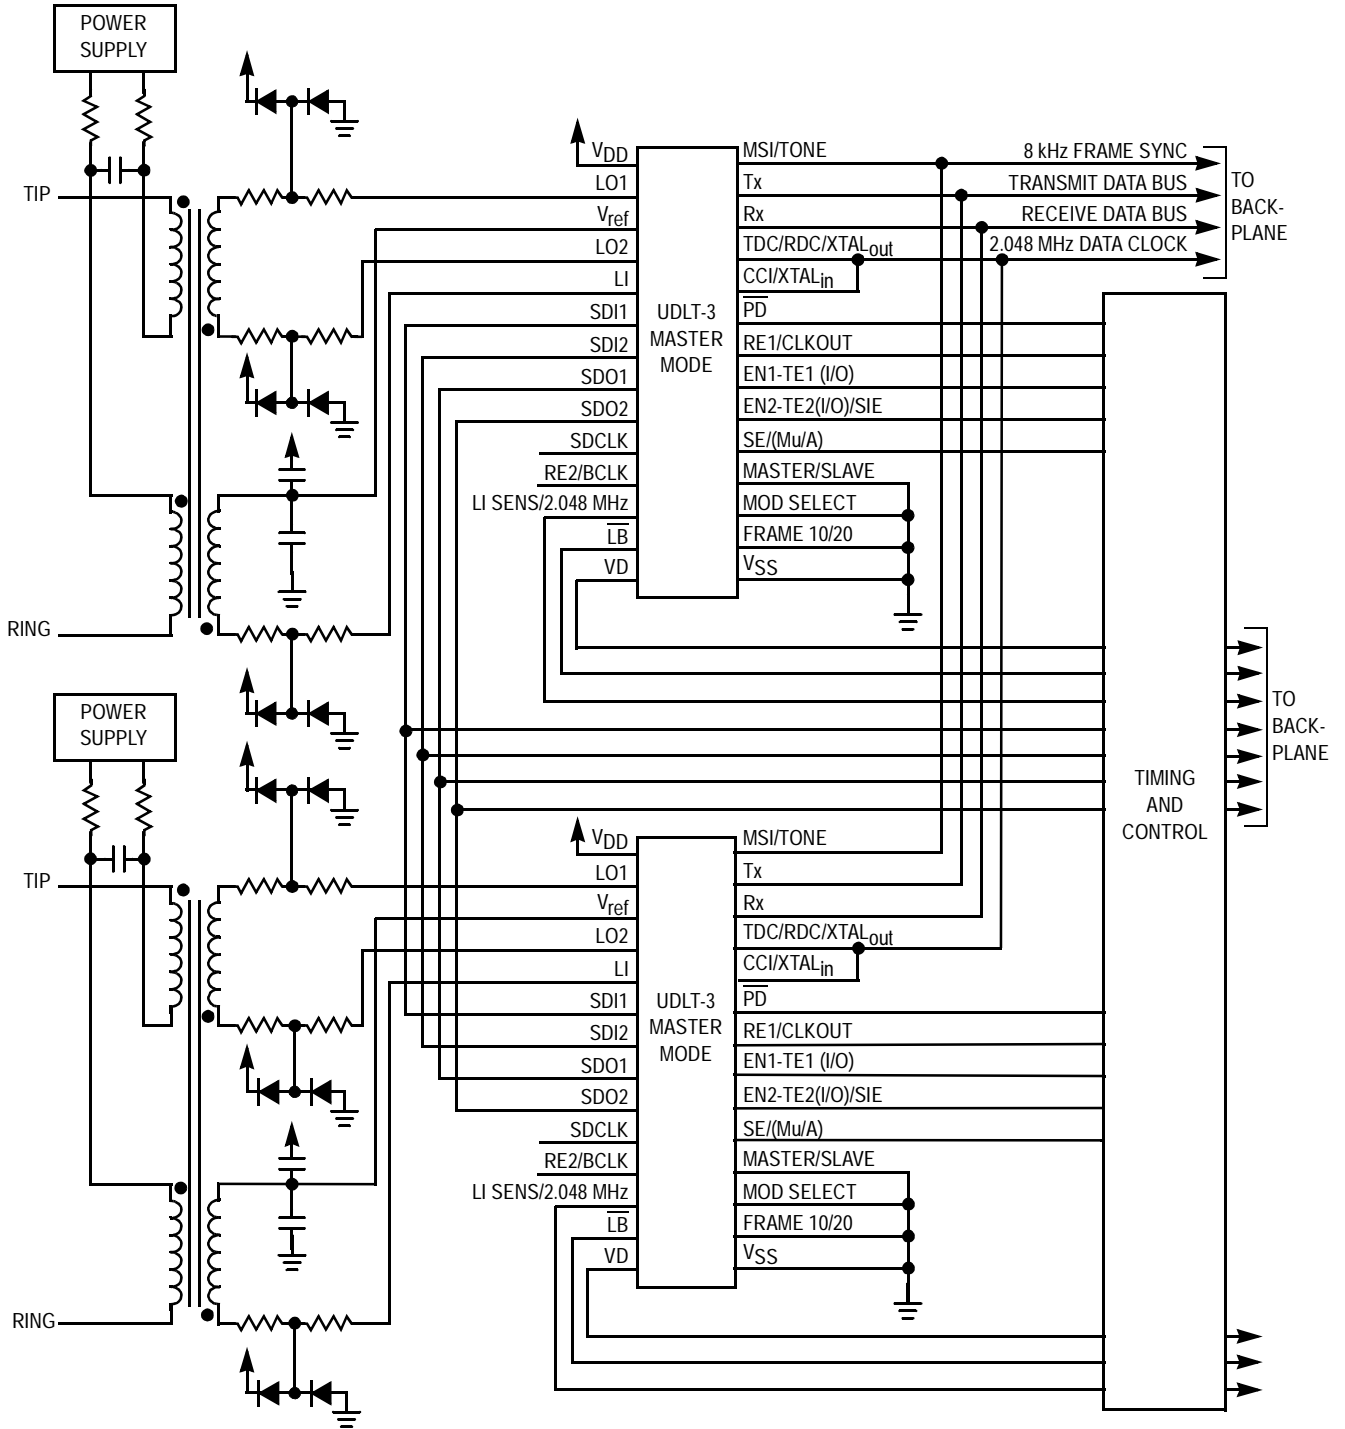 POWER
SUPPLY
TIP
RING
VDD
LO1
Vref
LO2
LI
SDI1
SDI2
SDO1
SDO2
SDCLK
RE2/BCLK
LI SENS/2.048 MHz
LB
VD
UDLT-3
MASTER
MODE
MSI/TONE
Tx
Rx
TDC/RDC/XTALout
CCI/XTALin
PD
RE1/CLKOUT
EN1-TE1 (I/O)
EN2-TE2(I/O)/SIE
SE/(Mu/A)
MASTER/SLAVE
MOD SELECT
FRAME 10/20
VSS
8 kHz FRAME SYNC
TRANSMIT DATA BUS
RECEIVE DATA BUS
2.048 MHz DATA CLOCK
TO
BACK-
PLANE
TO
BACK-
PLANE
TIMING
AND
CONTROL
POWER
SUPPLY
TIP
RING
VDD
LO1
Vref
LO2
LI
SDI1
SDI2
SDO1
SDO2
SDCLK
RE2/BCLK
LI SENS/2.048 MHz
LB
VD
UDLT-3
MASTER
MODE
MSI/TONE
Tx
Rx
TDC/RDC/XTALout
CCI/XTALin
PD
RE1/CLKOUT
EN1-TE1 (I/O)
EN2-TE2(I/O)/SIE
SE/(Mu/A)
MASTER/SLAVE
MOD SELECT
FRAME 10/20
VSS